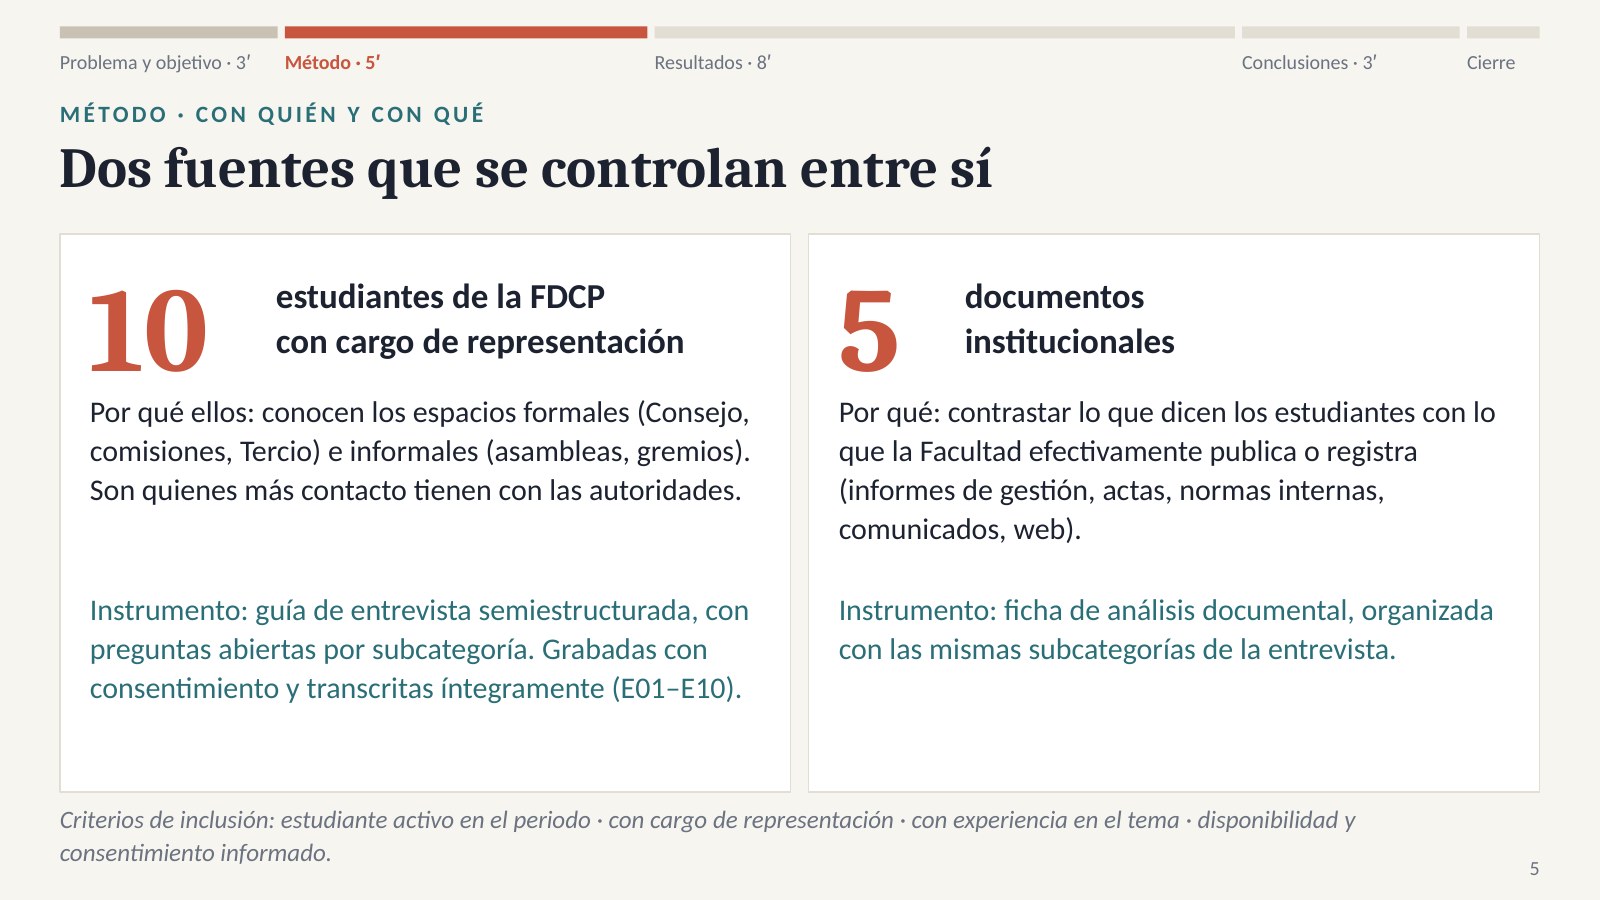 Problema y objetivo · 3′
Método · 5′
Resultados · 8′
Conclusiones · 3′
Cierre
MÉTODO · CON QUIÉN Y CON QUÉ
Dos fuentes que se controlan entre sí
10
estudiantes de la FDCP
con cargo de representación
Por qué ellos: conocen los espacios formales (Consejo,
comisiones, Tercio) e informales (asambleas, gremios).
Son quienes más contacto tienen con las autoridades.
Instrumento: guía de entrevista semiestructurada, con
preguntas abiertas por subcategoría. Grabadas con
consentimiento y transcritas íntegramente (E01–E10).
5
documentos
institucionales
Por qué: contrastar lo que dicen los estudiantes con lo
que la Facultad efectivamente publica o registra
(informes de gestión, actas, normas internas,
comunicados, web).
Instrumento: ficha de análisis documental, organizada
con las mismas subcategorías de la entrevista.
Criterios de inclusión: estudiante activo en el periodo · con cargo de representación · con experiencia en el tema · disponibilidad y
consentimiento informado.
5